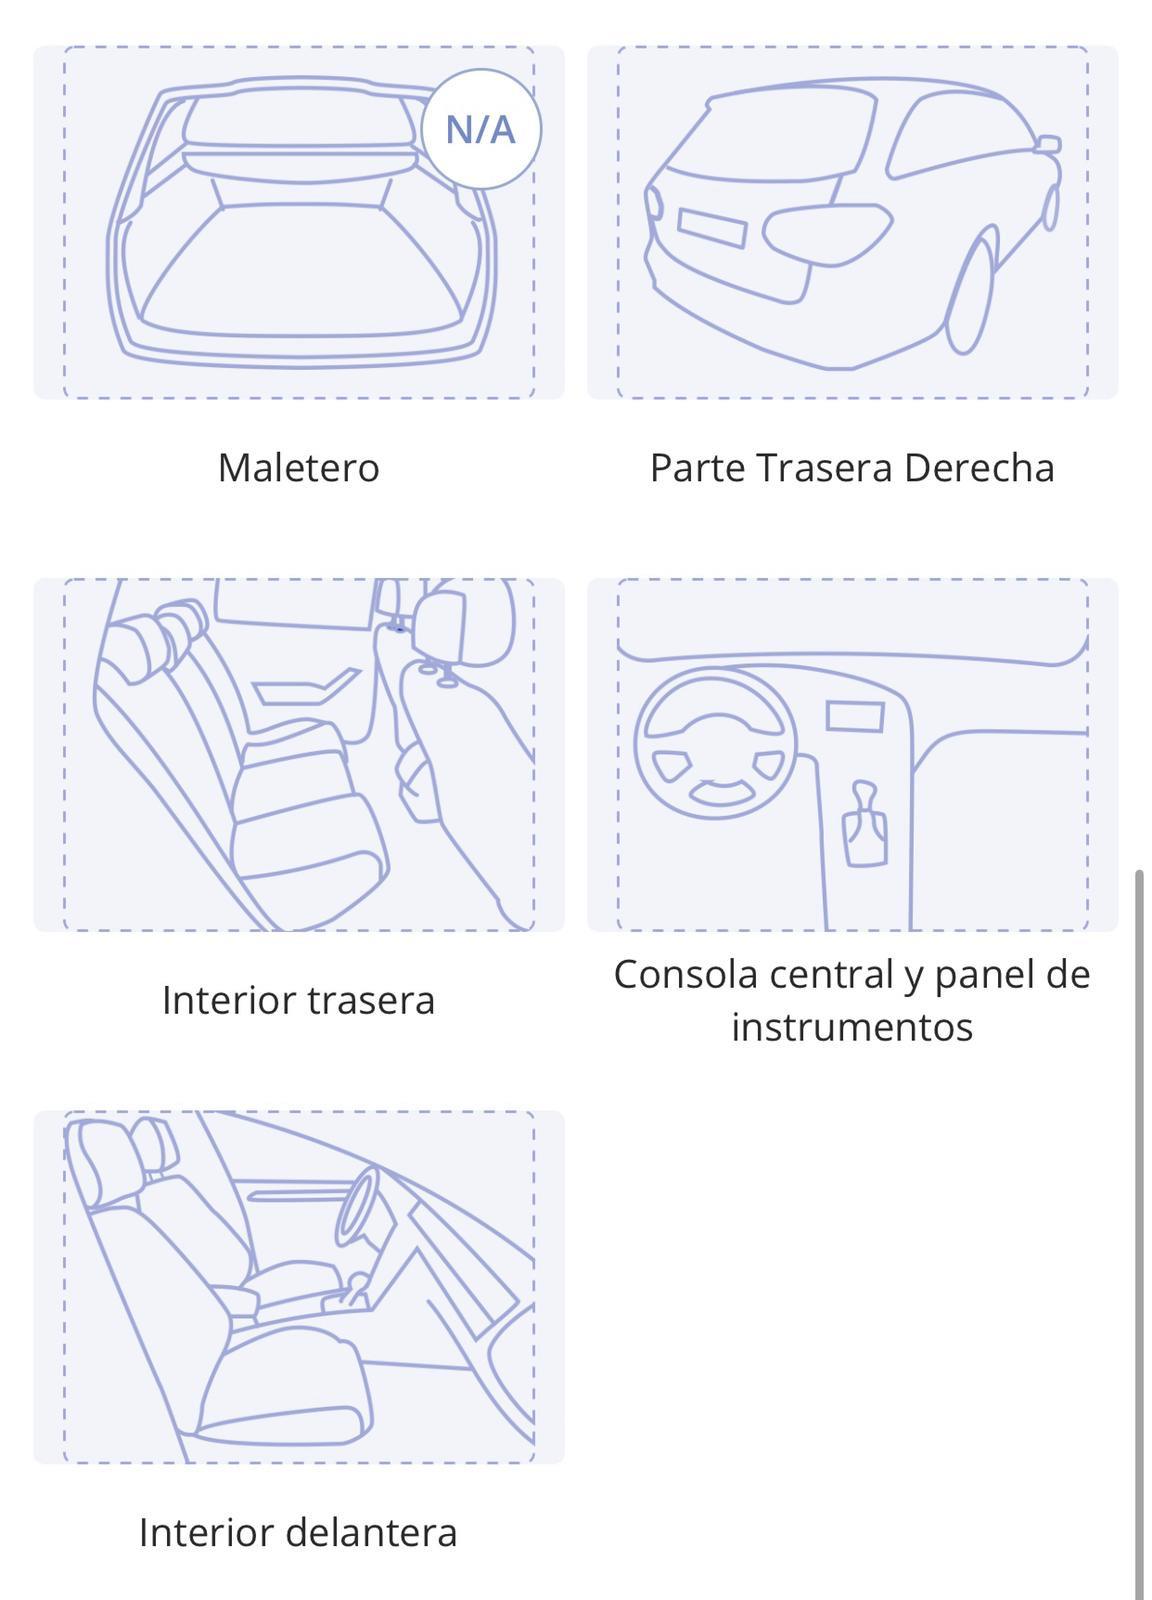 N/A
Maletero
Parte Trasera Derecha
Interior trasera
Consola central y panel de
instrumentos
Interior delantera